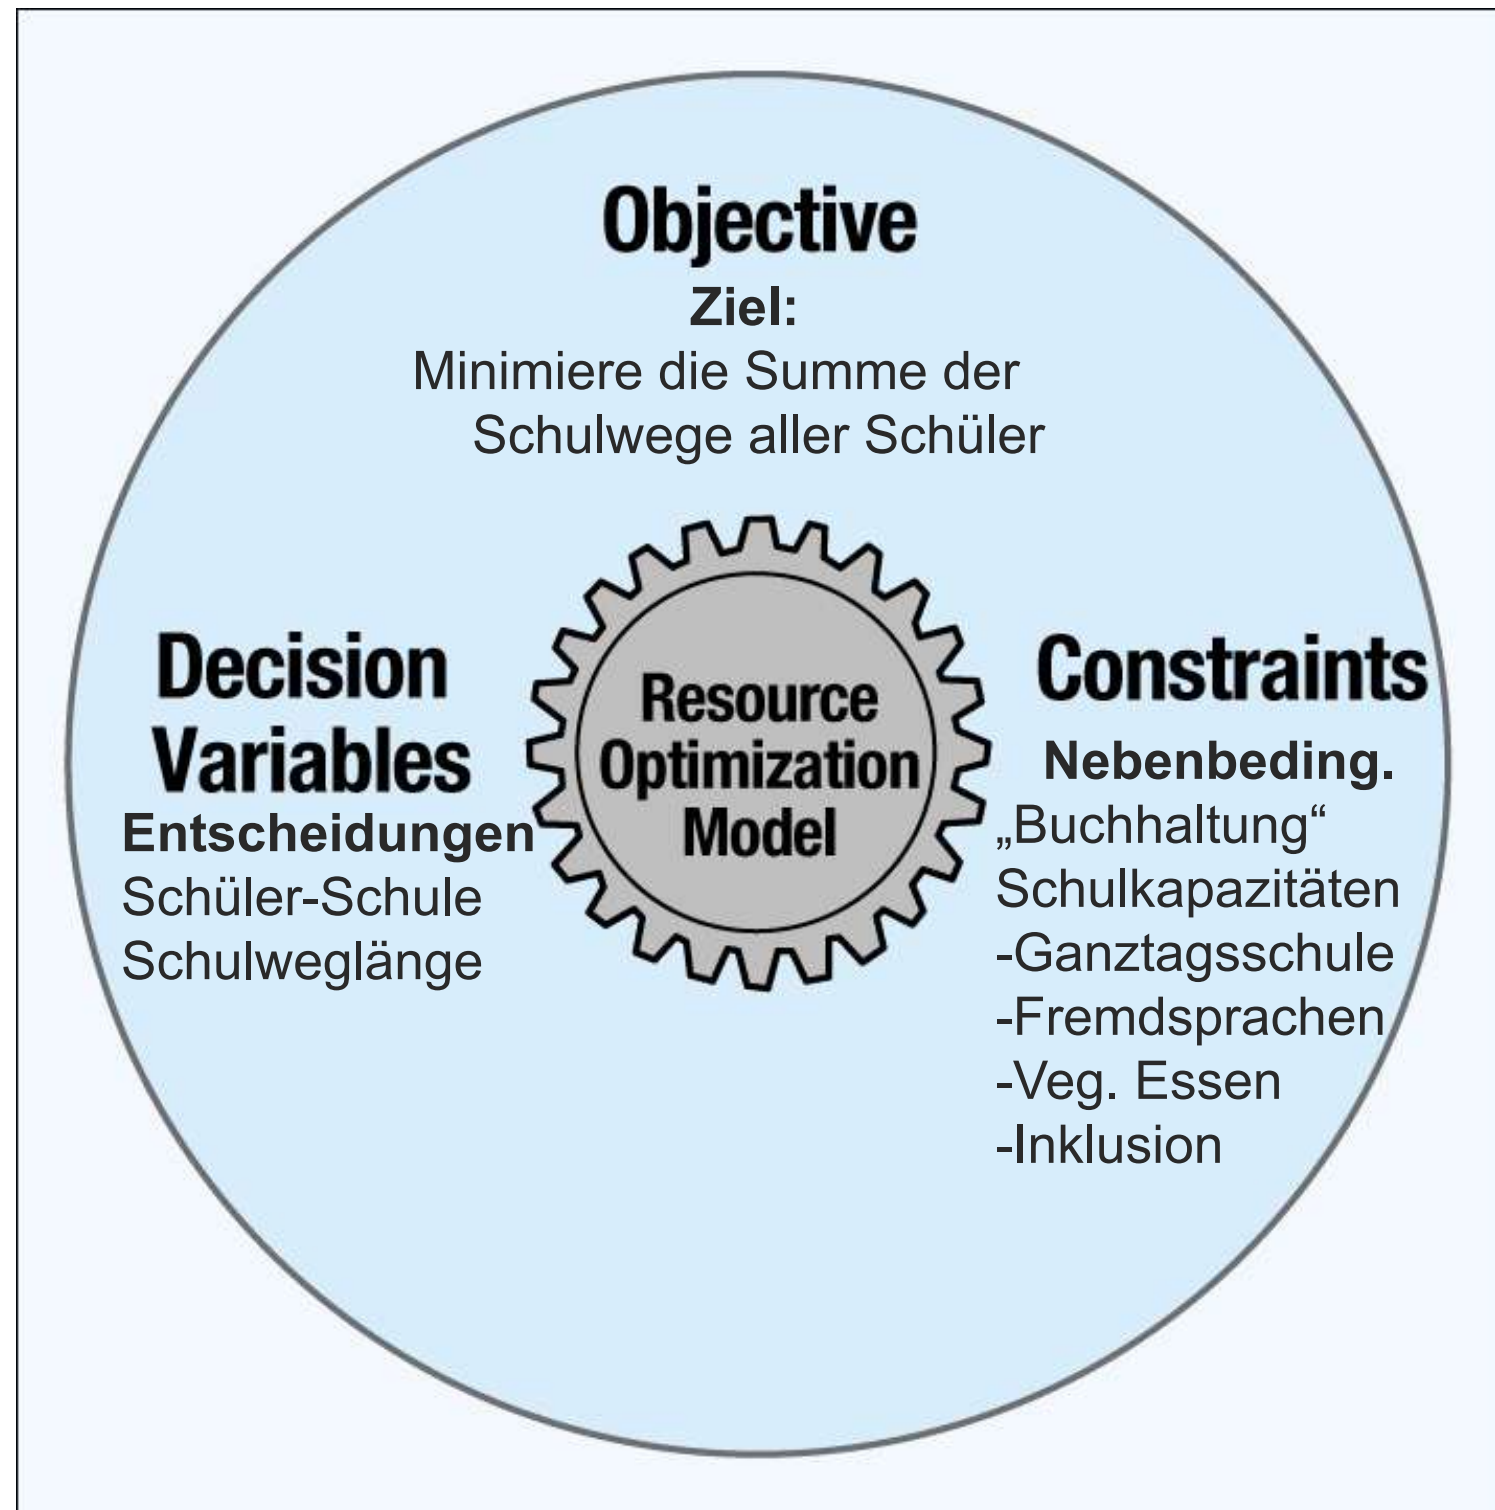 Objective
Ziel:
Minimiere die Summe der
Schulwege aller Schüler
Decision
Variables
Entscheidungen
Schüler-Schule
Schulweglänge
Resource
Optimization
Model
Constraints
Nebenbeding.
„Buchhaltung“
Schulkapazitäten
-Ganztagsschule
-Fremdsprachen
-Veg. Essen
-Inklusion